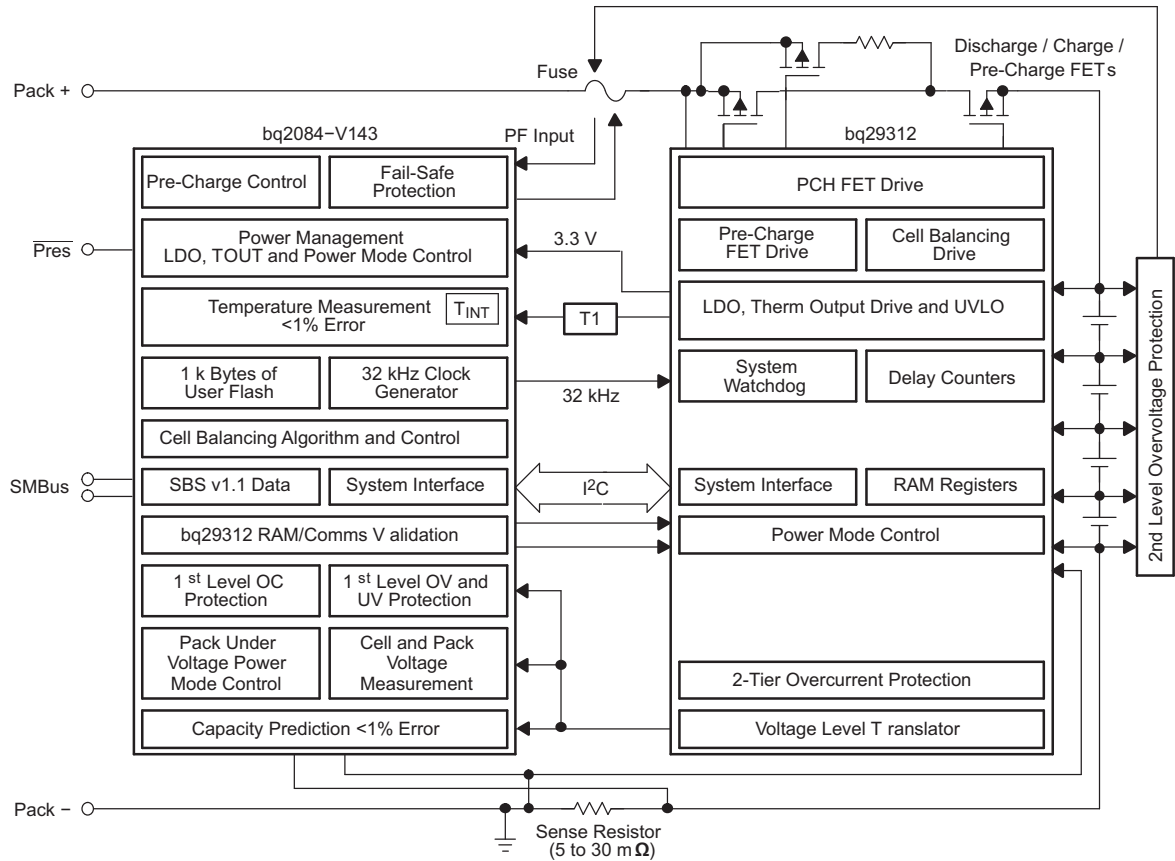 Discharge / Charge /
Pre-Charge FETs
Fuse
Pack +
bq2084-V143
PF Input
bq29312
Pre-Charge Control
Fail-Safe
Protection
PCH FET Drive
Pres
Power Management
LDO, TOUT and Power Mode Control
3.3 V
Pre-Charge
FET Drive
Cell Balancing
Drive
Temperature Measurement
<1% Error
TINT
T1
LDO, Therm Output Drive and UVLO
1 k Bytes of
User Flash
32 kHz Clock
Generator
32 kHz
System
Watchdog
Delay Counters
2nd Level Overvoltage Protection
Cell Balancing Algorithm and Control
SMBus
SBS v1.1 Data
System Interface
I2C
System Interface
RAM Registers
bq29312 RAM/Comms V alidation
Power Mode Control
1 st Level OC
Protection
1 st Level OV and
UV Protection
Pack Under
Voltage Power
Mode Control
Cell and Pack
Voltage
Measurement
2-Tier Overcurrent Protection
Capacity Prediction <1% Error
Voltage Level T ranslator
Pack −
Sense Resistor
(5 to 30 m Ω)